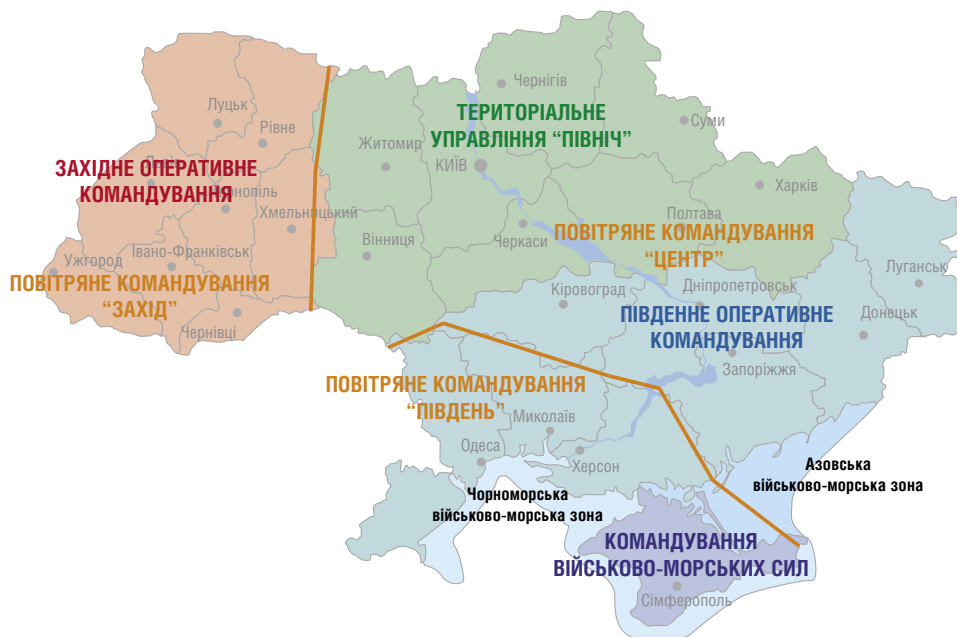 Чернігів
Луцьк
ТЕРИТОРІАЛЬНЕ
УПРАВЛІННЯ “ПІВНІЧ”
Суми
Рівне
Житомир
КИЇВ
ЗАХІДНЕ ОПЕРАТИВНЕ
КОМАНДУВАННЯ
Харків
Хмельницький
Полтава
Вінниця
Черкаси
ПОВІТРЯНЕ КОМАНДУВАННЯ
“ЦЕНТР”
Івано-Франківськ
Ужгород
ПОВІТРЯНЕ КОМАНДУВАННЯ
“ЗАХІД”
Чернівці
Луганськ
Кіровоград
Дніпропетровськ
ПІВДЕННЕ ОПЕРАТИВНЕ
КОМАНДУВАННЯ
Донецьк
Запоріжжя
ПОВІТРЯНЕ КОМАНДУВАННЯ
“ПІВДЕНЬ”
Миколаїв
Одеса
Херсон
Азовська
військово-морська зона
Чорноморська
військово-морська зона
КОМАНДУВАННЯ
ВІЙСЬКОВО-МОРСЬКИХ СИЛ
Сімферополь